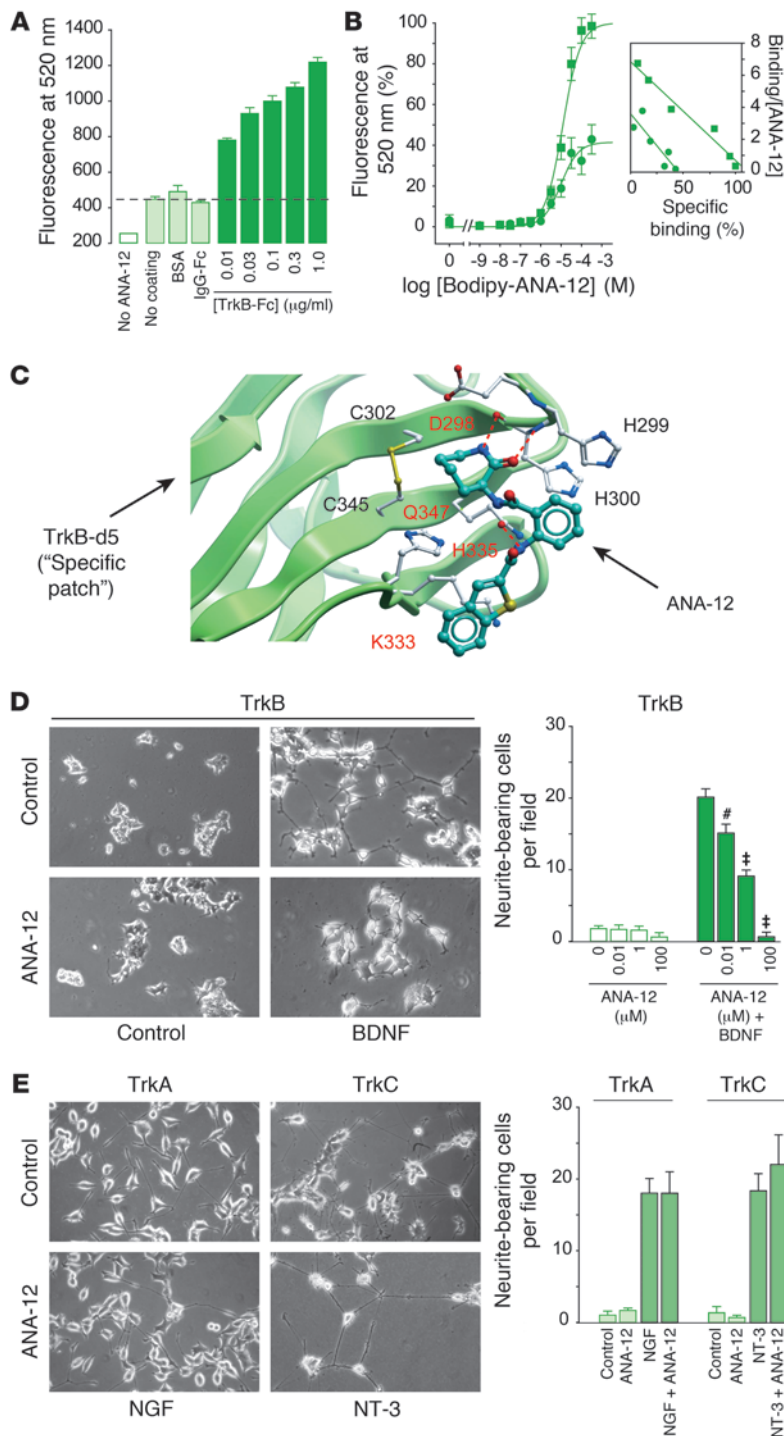 A
Fluorescence at 520 nm
1400
1200
1000
800
600
400
200
No ANA-12
No coating
BSA
IgG-Fc
0.01
0.03
0.1
0.3
1.0
[TrkB-Fc] (μg/ml)
B
Fluorescence at
520 nm (%)
100
80
60
40
20
0
0
-9
-8
-7
-6
-5
-4
-3
log [Bodipy-ANA-12] (M)
Binding/[ANA-12]
8
6
4
2
0
0
50
100
Specific
binding (%)
C
C302
D298
H299
C345
Q347
H300
TrkB-d5
("Specific
patch")
H335
ANA-12
K333
D
TrkB
Control
ANA-12
Control
BDNF
TrkB
Neurite-bearing cells
per field
30
20
10
0
#
‡
‡
0
0.01
1
100
0
0.01
1
100
ANA-12
(μM)
ANA-12
(μM) +
BDNF
E
TrkA
TrkC
Control
ANA-12
NGF
NT-3
TrkA
TrkC
Neurite-bearing cells
per field
30
20
10
0
Control
ANA-12
NGF
NGF + ANA-12
Control
ANA-12
NT-3
NT-3 + ANA-12